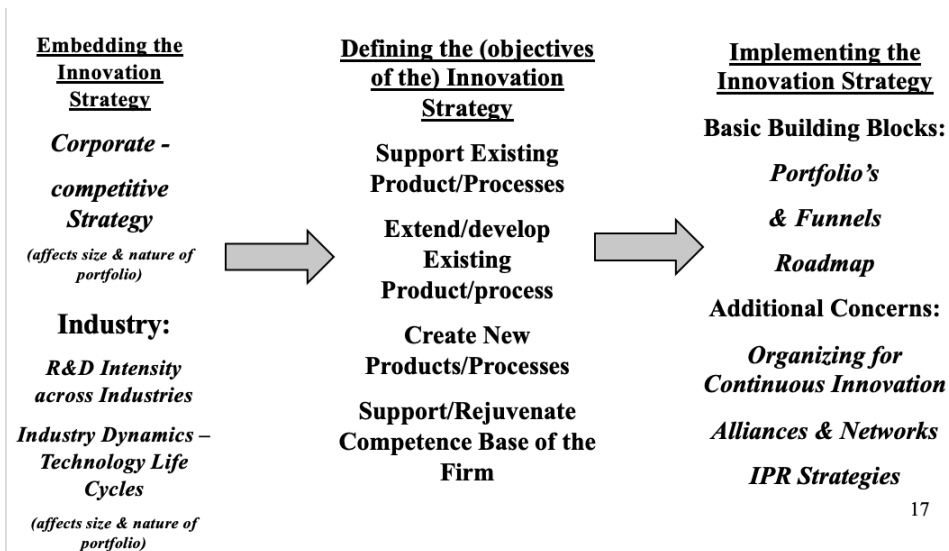 Embedding the
Innovation
Strategy
Corporate -
competitive
Strategy
(affects size & nature of
portfolio)
Industry:
R&D Intensity
across Industries
Industry Dynamics –
Technology Life
Cycles
(affects size & nature of
portfolio)
Defining the (objectives
of the) Innovation
Strategy
Support Existing
Product/Processes
Extend/develop
Existing
Product/process
Create New
Products/Processes
Support/Rejuvenate
Competence Base of the
Firm
Implementing the
Innovation Strategy
Basic Building Blocks:
Portfolio’s
& Funnels
Roadmap
Additional Concerns:
Organizing for
Continuous Innovation
Alliances & Networks
IPR Strategies
17